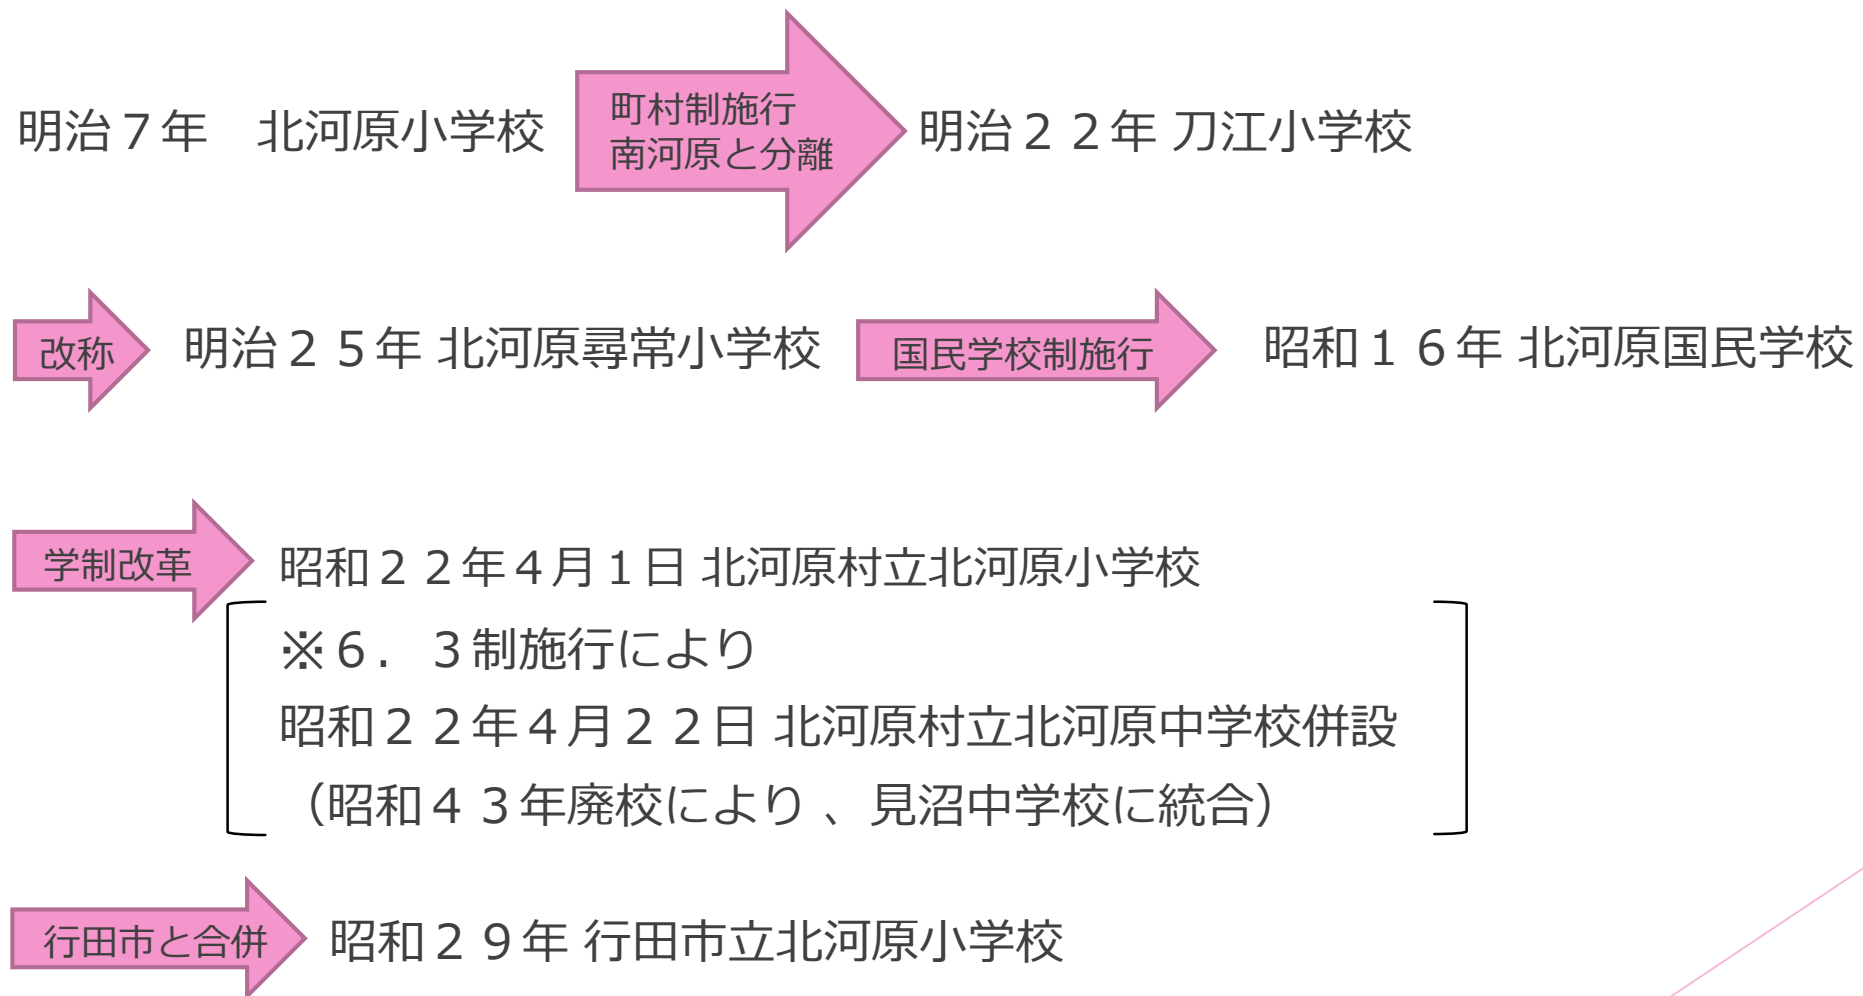 明治７年　北河原小学校
町村制施行
南河原と分離
明治２２年 刀江小学校
改称
明治２５年 北河原尋常小学校
国民学校制施行
昭和１６年 北河原国民学校
学制改革
昭和２２年４月１日 北河原村立北河原小学校
※６．３制施行により
昭和２２年４月２２日 北河原村立北河原中学校併設
（昭和４３年廃校により 、見沼中学校に統合）
行田市と合併
昭和２９年 行田市立北河原小学校